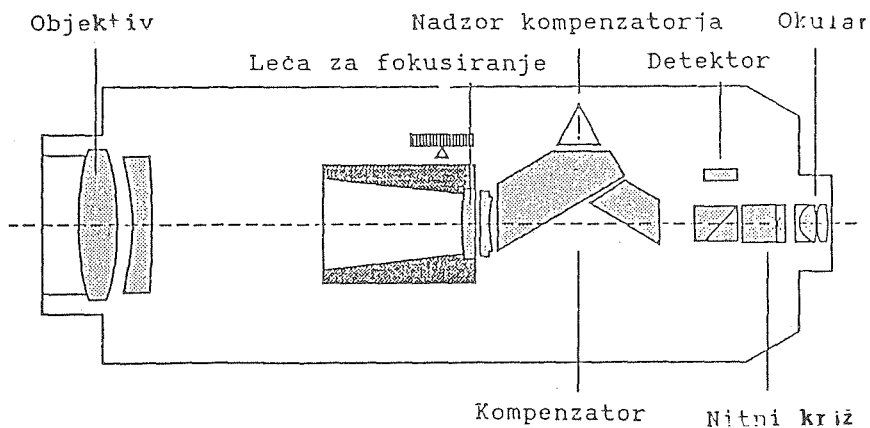 Objektiv
Nadzor kompenzatorja
Okular
Leča za fokusiranje
Detektor
Kompenzator
Nitni križ